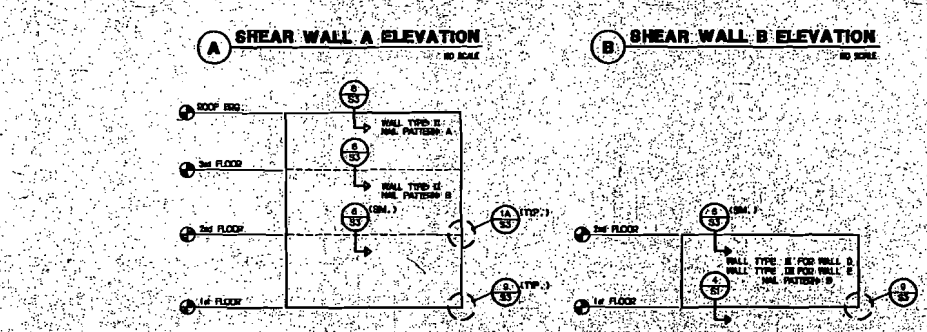 A SHEAR WALL A ELEVATION
NO SCALE
ROOF BRG.
WALL TYPE: II
NAIL PATTERN: A
3rd FLOOR
6
S3
WALL TYPE: II
NAIL PATTERN: B
6
S3
(SIM.)
2nd FLOOR
1A
S3
(TYP.)
1st FLOOR
9
S3
(TYP.)
B SHEAR WALL B ELEVATION
NO SCALE
6
S3
(SIM.)
2nd FLOOR
WALL TYPE
FOR WALL
WALL TYPE III FOR WALL
NAIL PATTERN:
1st FLOOR
4
9
S3